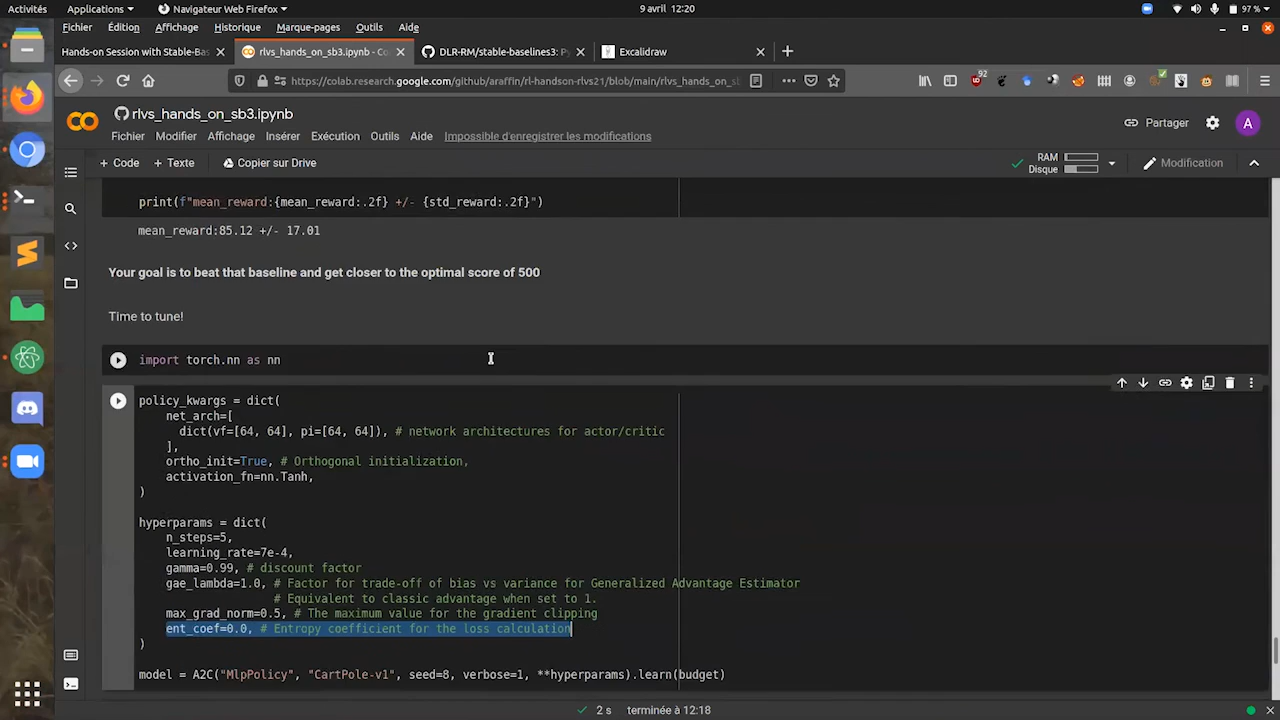 Activités
Applications
Navigateur Web Firefox
9 avril 12:20
97 %
Fichier Édition Affichage Historique Marque-pages Outils Aide
Hands-on Session with Stable-Bas
rlvs_hands_on_sb3.ipynb - Co
DLR-RM/stable-baselines3: Py
Excalidraw
https://colab.research.google.com/github/araffin/rl-handson-rlvs21/blob/main/rlvs_hands_on_s
92
rlvs_hands_on_sb3.ipynb
Partager
A
Fichier Modifier Affichage Insérer Exécution Outils Aide Impossible d'enregistrer les modifications
+ Code + Texte Copier sur Drive
RAM
Disque
Modification
print(f"mean_reward:{mean_reward:.2f} +/- {std_reward:.2f}")
mean_reward:85.12 +/- 17.01
Your goal is to beat that baseline and get closer to the optimal score of 500
Time to tune!
import torch.nn as nn
policy_kwargs = dict(
net_arch=[
dict(vf=[64, 64], pi=[64, 64]), # network architectures for actor/critic
],
ortho_init=True, # Orthogonal initialization,
activation_fn=nn.Tanh,
)
hyperparams = dict(
n_steps=5,
learning_rate=7e-4,
gamma=0.99, # discount factor
gae_lambda=1.0, # Factor for trade-off of bias vs variance for Generalized Advantage Estimator
# Equivalent to classic advantage when set to 1.
max_grad_norm=0.5, # The maximum value for the gradient clipping
ent_coef=0.0, # Entropy coefficient for the loss calculation
)
model = A2C("MlpPolicy", "CartPole-v1", seed=8, verbose=1, **hyperparams).learn(budget)
2 s terminée à 12:18